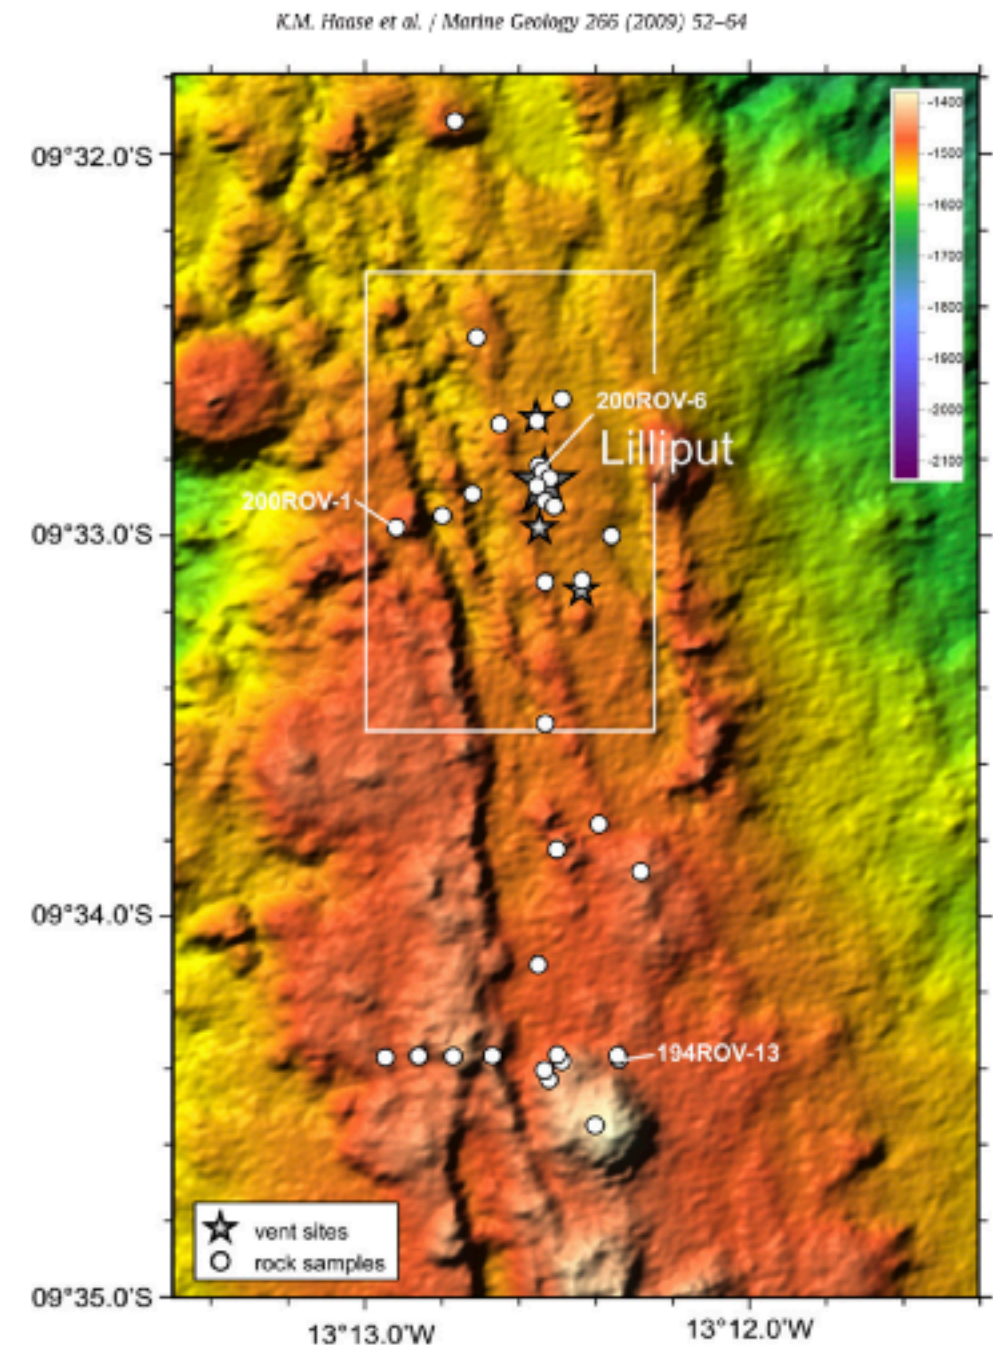 K.M. Haase et al. / Marine Geology 266 (2009) 52–64
-1400
09°32.0'S
-1500
-1600
-1700
-1800
-1900
-2000
-2100
200ROV-6
Lilliput
200ROV-1
09°33.0'S
09°34.0'S
194ROV-13
vent sites
rock samples
09°35.0'S
13°13.0'W
13°12.0'W